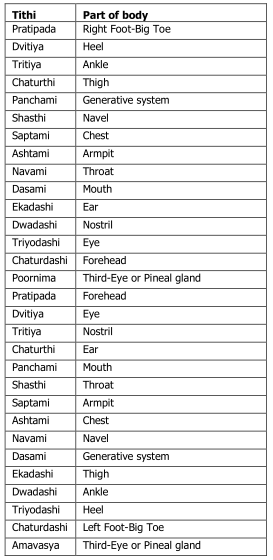 Tithi Part of body
Pratipada Right Foot-Big Toe
Dvitiya Heel
Tritiya Ankle
Chaturthi Thigh
Panchami Generative system
Shasthi Navel
Saptami Chest
Ashtami Armpit
Navami Throat
Dasami Mouth
Ekadashi Ear
Dwadashi Nostril
Triyodashi Eye
Chaturdashi Forehead
Poornima Third-Eye or Pineal gland
Pratipada Forehead
Dvitiya Eye
Tritiya Nostril
Chaturthi Ear
Panchami Mouth
Shasthi Throat
Saptami Armpit
Ashtami Chest
Navami Navel
Dasami Generative system
Ekadashi Thigh
Dwadashi Ankle
Triyodashi Heel
Chaturdashi Left Foot-Big Toe
Amavasya Third-Eye or Pineal gland